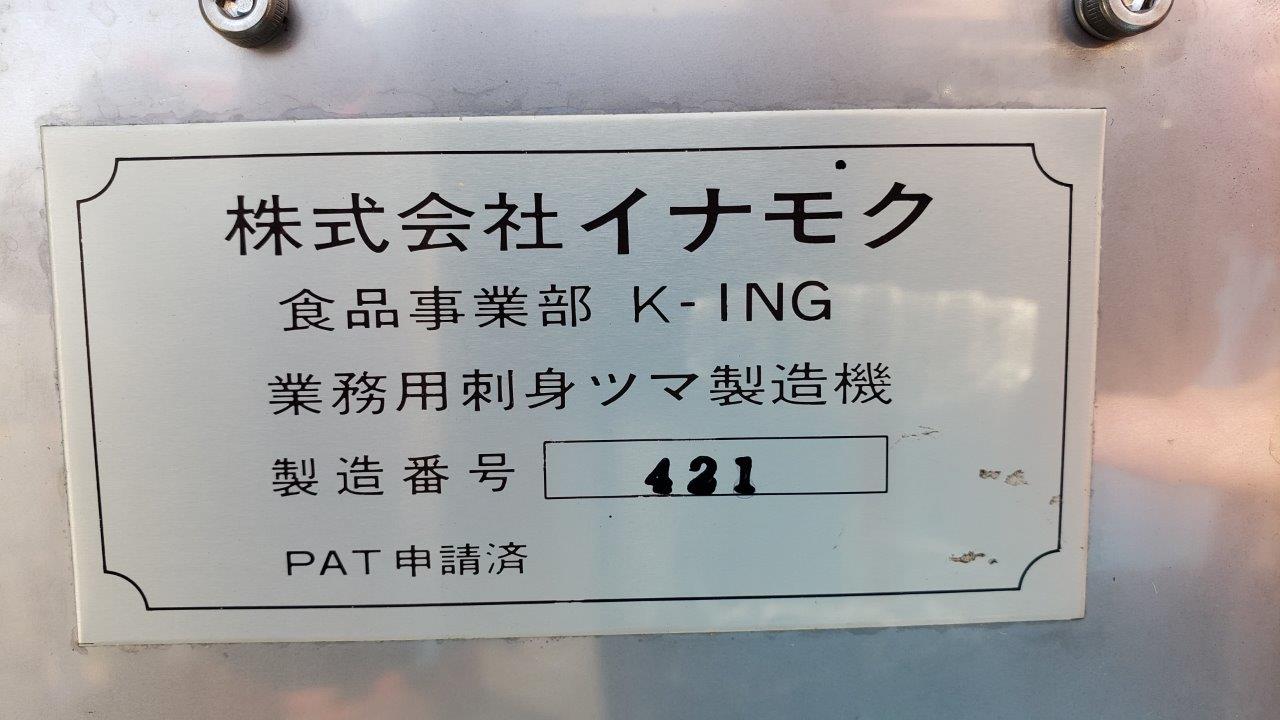 株式会社イナモク
食品事業部 K-ING
業務用刺身ツマ製造機
製造番号 421
PAT申請済